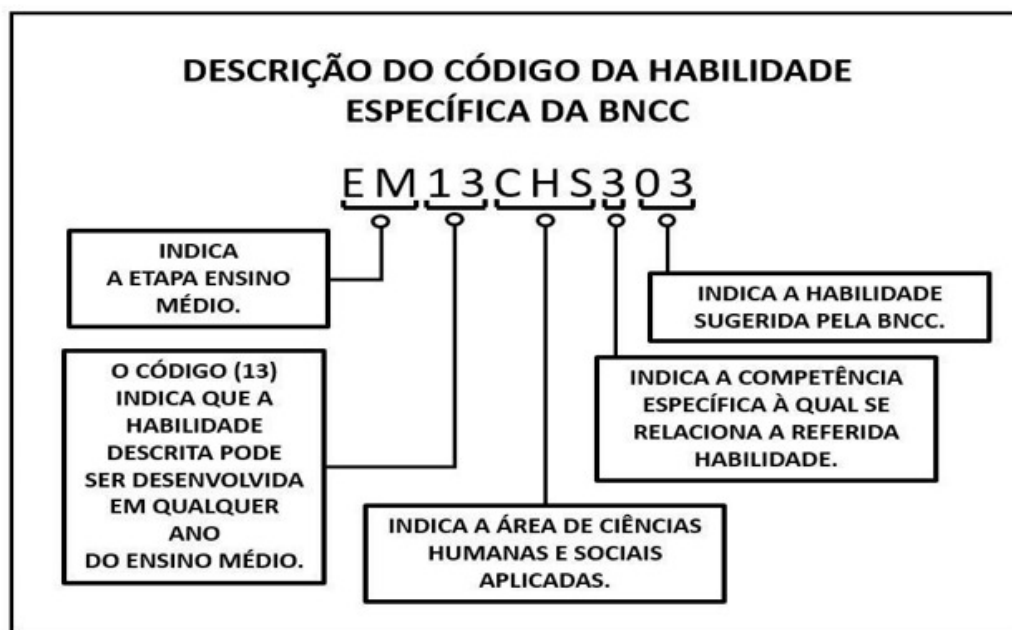 DESCRIÇÃO DO CÓDIGO DA HABILIDADE
ESPECÍFICA DA BNCC
EM13CHS303
INDICA
A ETAPA ENSINO
MÉDIO.
O CÓDIGO (13)
INDICA QUE A
HABILIDADE
DESCRITA PODE
SER DESENVOLVIDA
EM QUALQUER
ANO
DO ENSINO MÉDIO.
INDICA A ÁREA DE CIÊNCIAS
HUMANAS E SOCIAIS
APLICADAS.
INDICA A COMPETÊNCIA
ESPECÍFICA À QUAL SE
RELACIONA A REFERIDA
HABILIDADE.
INDICA A HABILIDADE
SUGERIDA PELA BNCC.